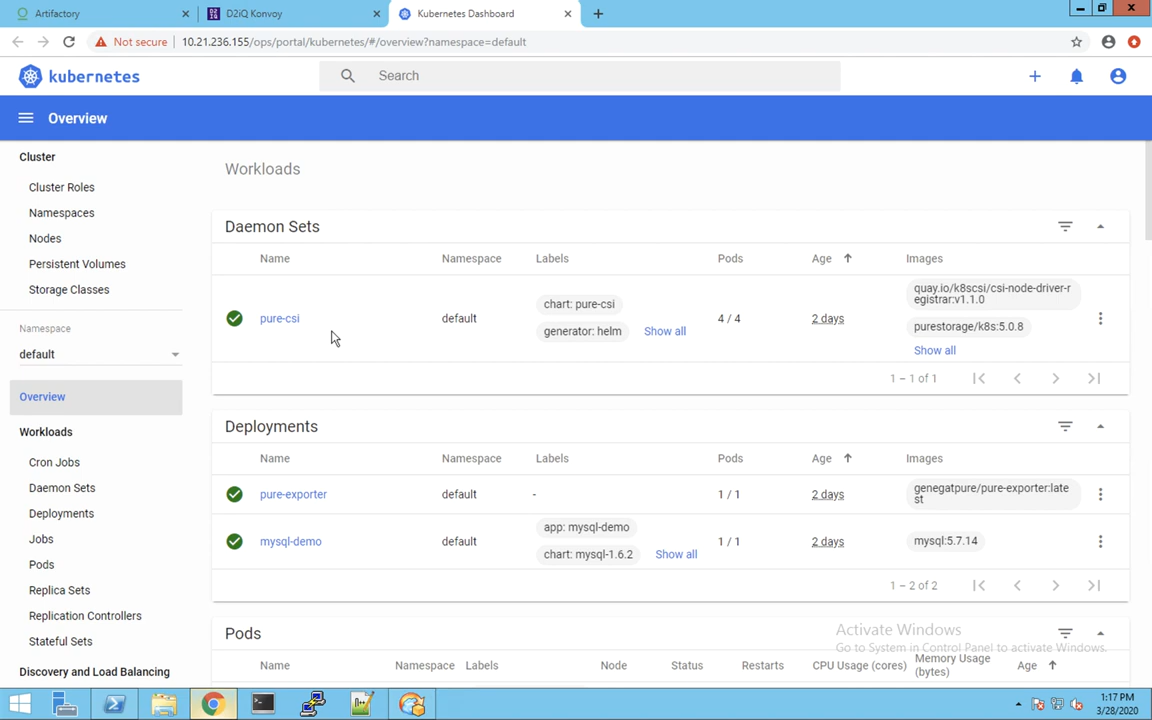 Artifactory
D2iQ Konvoy
Kubernetes Dashboard
Not secure
10.21.236.155/ops/portal/kubernetes/#/overview?namespace=default
kubernetes
Search
Overview
Cluster
Cluster Roles
Namespaces
Nodes
Persistent Volumes
Storage Classes
Namespace
default
Overview
Workloads
Cron Jobs
Daemon Sets
Deployments
Jobs
Pods
Replica Sets
Replication Controllers
Stateful Sets
Discovery and Load Balancing
Workloads
Daemon Sets
Name Namespace Labels Pods Age Images
pure-csi default chart: pure-csi
generator: helm Show all
4 / 4 2 days
quay.io/k8scsi/csi-node-driver-r
egistrar:v1.1.0
purestorage/k8s:5.0.8
Show all
1 – 1 of 1
Deployments
Name Namespace Labels Pods Age Images
pure-exporter default - 1 / 1 2 days
genegatpure/pure-exporter:late
st
mysql-demo default app: mysql-demo
chart: mysql-1.6.2 Show all
1 / 1 2 days mysql:5.7.14
1 – 2 of 2
Pods
Name Namespace Labels Node Status Restarts CPU Usage (cores) Memory Usage
(bytes) Age
Activate Windows
Go to System in Control Panel to activate Windows.
1:17 PM
3/28/2020